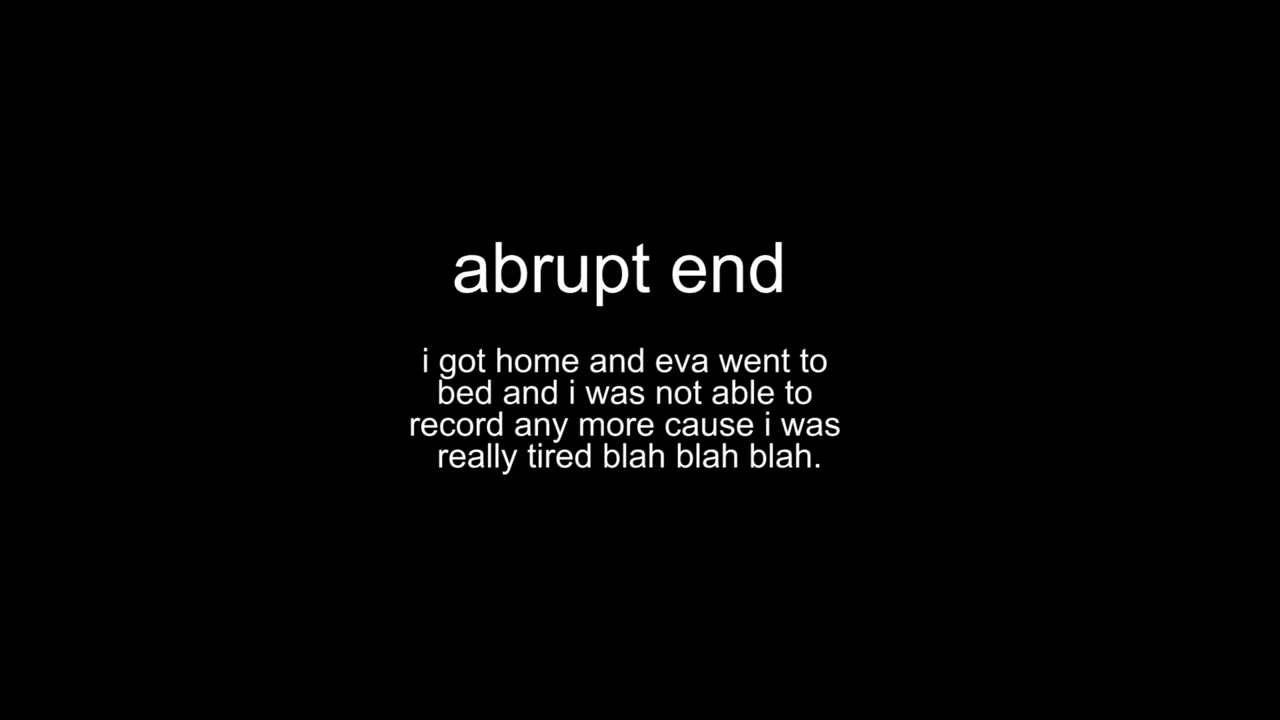 abrupt end
i got home and eva went to
bed and i was not able to
record any more cause i was
really tired blah blah blah.